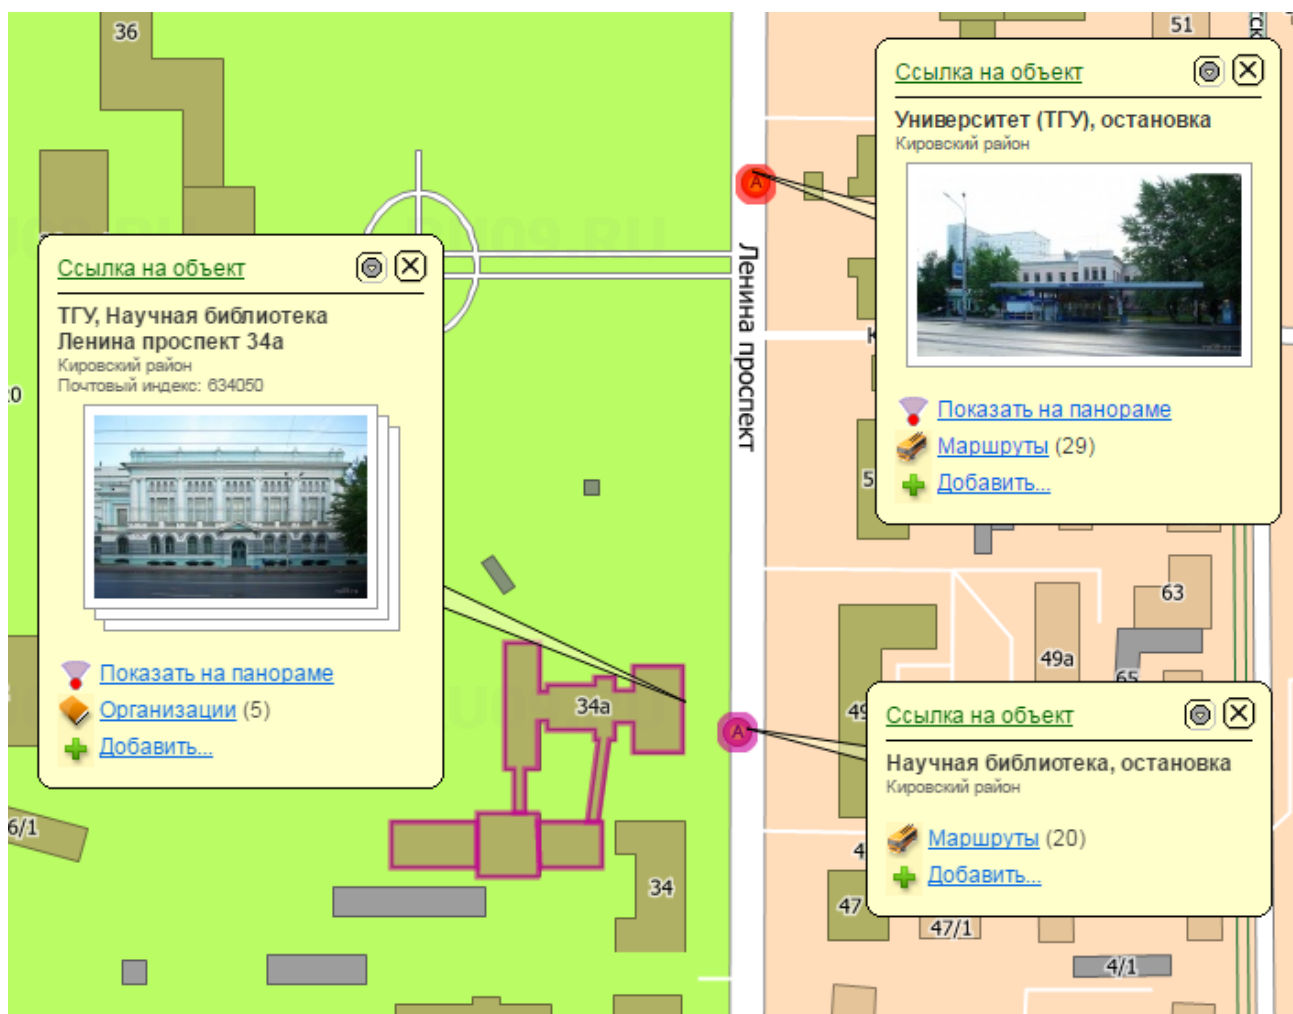 36
51
Ссылка на объект
Университет (ТГУ), остановка
Кировский район
A
Показать на панораме
Маршруты (29)
Добавить...
RU09.RU
Ленина проспект
Ссылка на объект
ТГУ, Научная библиотека
Ленина проспект 34а
Кировский район
Почтовый индекс: 634050
Показать на панораме
Организации (5)
Добавить...
63
49а
65
34а
A
Ссылка на объект
Научная библиотека, остановка
Кировский район
Маршруты (20)
Добавить...
6/1
34
47
47/1
4/1